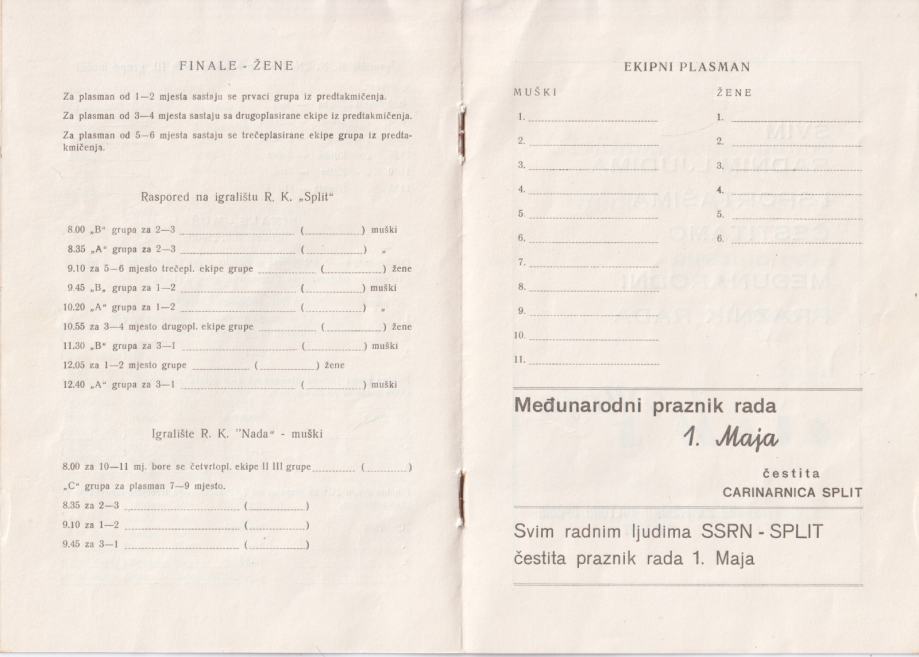 FINALE - ŽENE
Za plasman od 1—2 mjesta sastaju se prvaci grupa iz predtakmičenja.
Za plasman od 3—4 mjesta sastaju sa drugoplasirane ekipe iz predtakmičenja.
Za plasman od 5—6 mjesta sastaju se trečeplasirane ekipe grupa iz predta-
kmičenja.
Raspored na igralištu R. K. „Split"
8.00 „B" grupa za 2—3 (          ) muški
8.35 „A" grupa za 2—3 (          ) „
9.10 za 5—6 mjesto trečepl. ekipe grupe (          ) žene
9.45 „B„ grupa za 1—2 (          ) muški
10.20 „A" grupa za 1—2 (          ) „
10.55 za 3—4 mjesto drugopl. ekipe grupe (          ) žene
11.30 „B" grupa za 3—1 (          ) muški
12.05 za 1—2 mjesto grupe (          ) žene
12.40 „A" grupa za 3—1 (          ) muški
Igralište R. K. "Nada" - muški
8.00 za 10—11 mj. bore se četvrtopl. ekipe II III grupe (          )
„C" grupa za plasman 7—9 mjesto.
8.35 za 2—3 (          )
9.10 za 1—2 (          )
9.45 za 3—1 (          )
EKIPNI PLASMAN
MUŠKI ŽENE
1. 1.
2. 2.
3. 3.
4. 4.
5. 5.
6. 6.
7.
8.
9.
10.
11.
Međunarodni praznik rada
1. Maja
čestita
CARINARNICA SPLIT
Svim radnim ljudima SSRN - SPLIT
čestita praznik rada 1. Maja